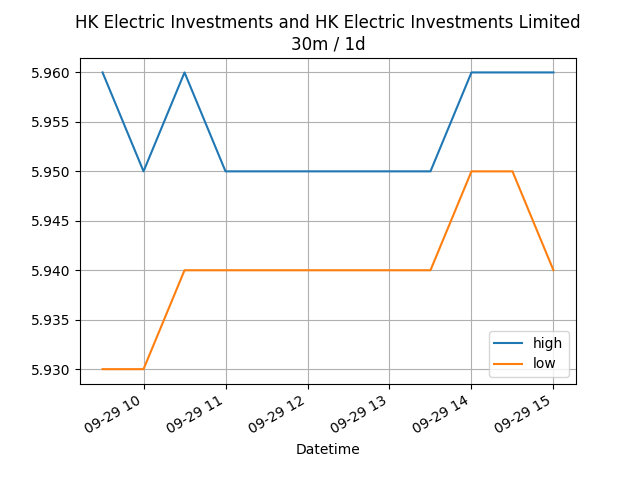 HK Electric Investments and HK Electric Investments Limited
30m / 1d
5.960
5.955
5.950
5.945
5.940
5.935
5.930
high
low
09-29 10
09-29 11
09-29 12
09-29 13
09-29 14
09-29 15
Datetime